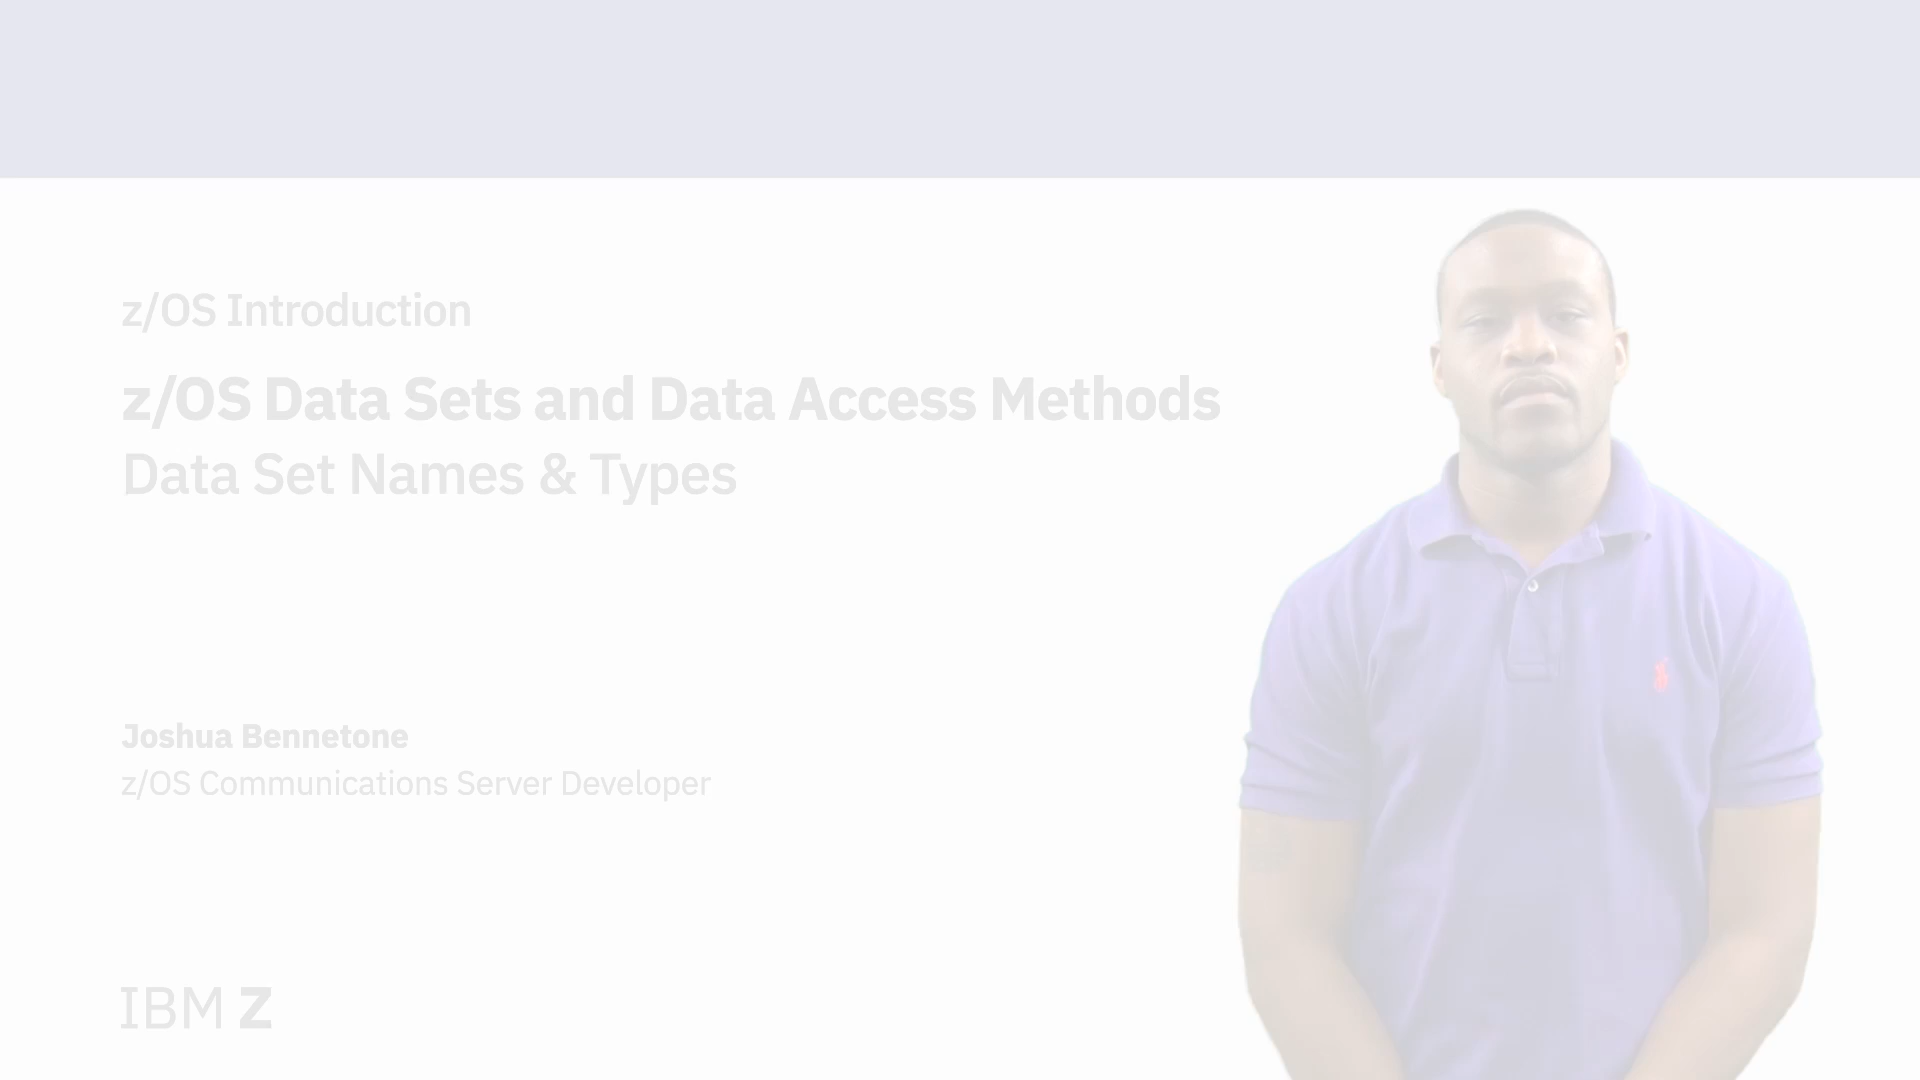 z/OS Introduction
z/OS Data Sets and Data Access Methods
Data Set Names & Types
Joshua Bennetone
z/OS Communications Server Developer
IBM Z